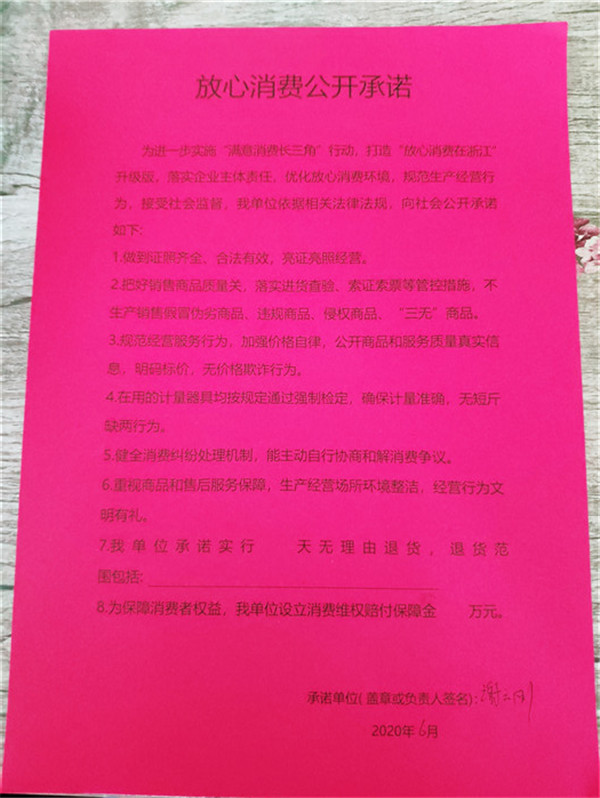 放心消费公开承诺
为进一步实施“满意消费长三角”行动，打造“放心消费在浙江”
升级版，落实企业主体责任，优化放心消费环境，规范生产经营行
为，接受社会监督，我单位依据相关法律法规，向社会公开承诺
如下：
1.做到证照齐全、合法有效，亮证亮照经营。
2.把好销售商品质量关，落实进货查验、索证索票等管控措施，不
生产销售假冒伪劣商品、违规商品、侵权商品、“三无”商品。
3.规范经营服务行为，加强价格自律，公开商品和服务质量真实信
息，明码标价，无价格欺诈行为。
4.在用的计量器具均按规定通过强制检定，确保计量准确，无短斤
缺两行为。
5.健全消费纠纷处理机制，能主动自行协商和解消费争议。
6.重视商品和售后服务保障，生产经营场所环境整洁，经营行为文
明有礼。
7.我单位承诺实行 天无理由退货，退货范
围包括:
8.为保障消费者权益，我单位设立消费维权赔付保障金 万元。
承诺单位( 盖章或负责人签名):
2020年6月